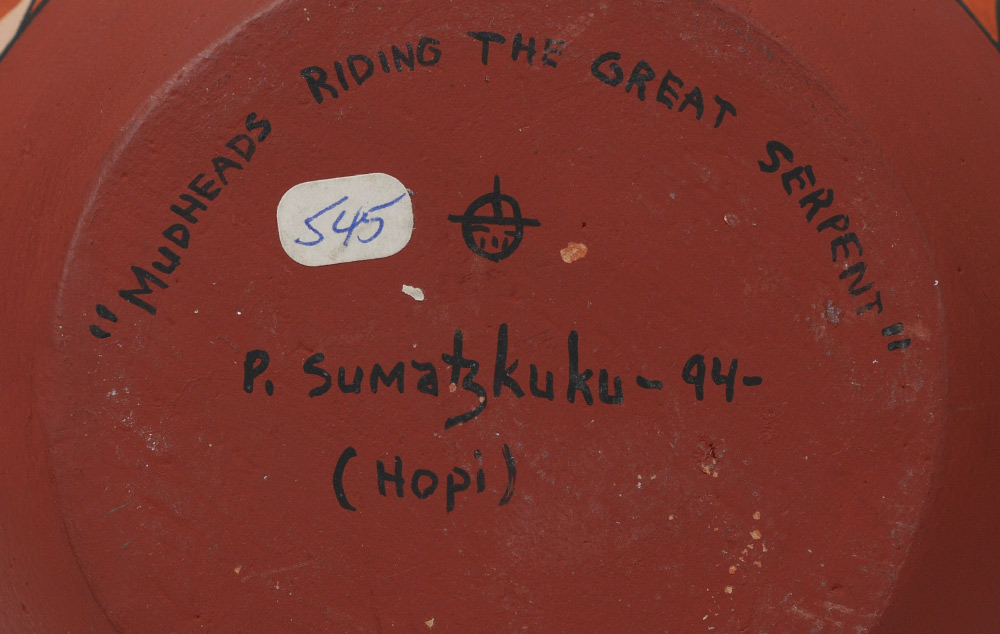 "MUDHEADS RIDING THE GREAT SERPENT"
545
P. Sumatzkuku - 94 -
(Hopi)